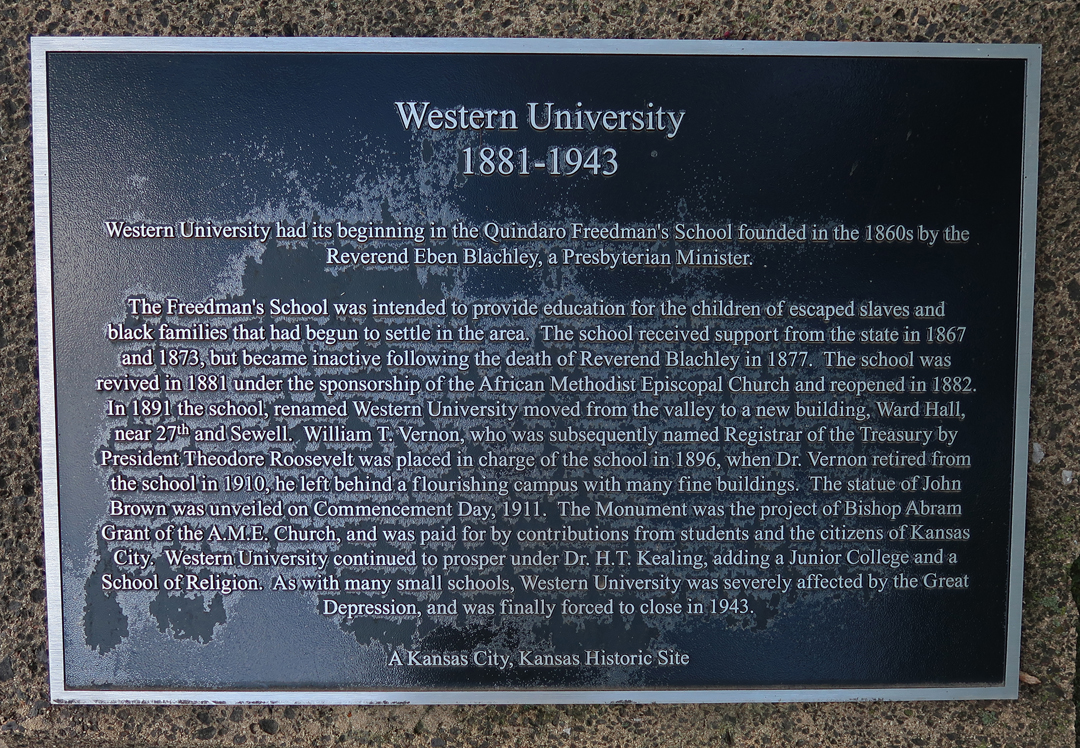 Western University
1881-1943
Western University had its beginning in the Quindaro Freedman's School founded in the 1860s by the
Reverend Eben Blachley, a Presbyterian Minister.
The Freedman's School was intended to provide education for the children of escaped slaves and
black families that had begun to settle in the area. The school received support from the state in 1867
and 1873, but became inactive following the death of Reverend Blachley in 1877. The school was
revived in 1881 under the sponsorship of the African Methodist Episcopal Church and reopened in 1882.
In 1891 the school, renamed Western University moved from the valley to a new building, Ward Hall,
near 27th and Sewell. William T. Vernon, who was subsequently named Registrar of the Treasury by
President Theodore Roosevelt was placed in charge of the school in 1896, when Dr. Vernon retired from
the school in 1910, he left behind a flourishing campus with many fine buildings. The statue of John
Brown was unveiled on Commencement Day, 1911. The Monument was the project of Bishop Abram
Grant of the A.M.E. Church, and was paid for by contributions from students and the citizens of Kansas
City. Western University continued to prosper under Dr. H.T. Kealing, adding a Junior College and a
School of Religion. As with many small schools, Western University was severely affected by the Great
Depression, and was finally forced to close in 1943.
A Kansas City, Kansas Historic Site